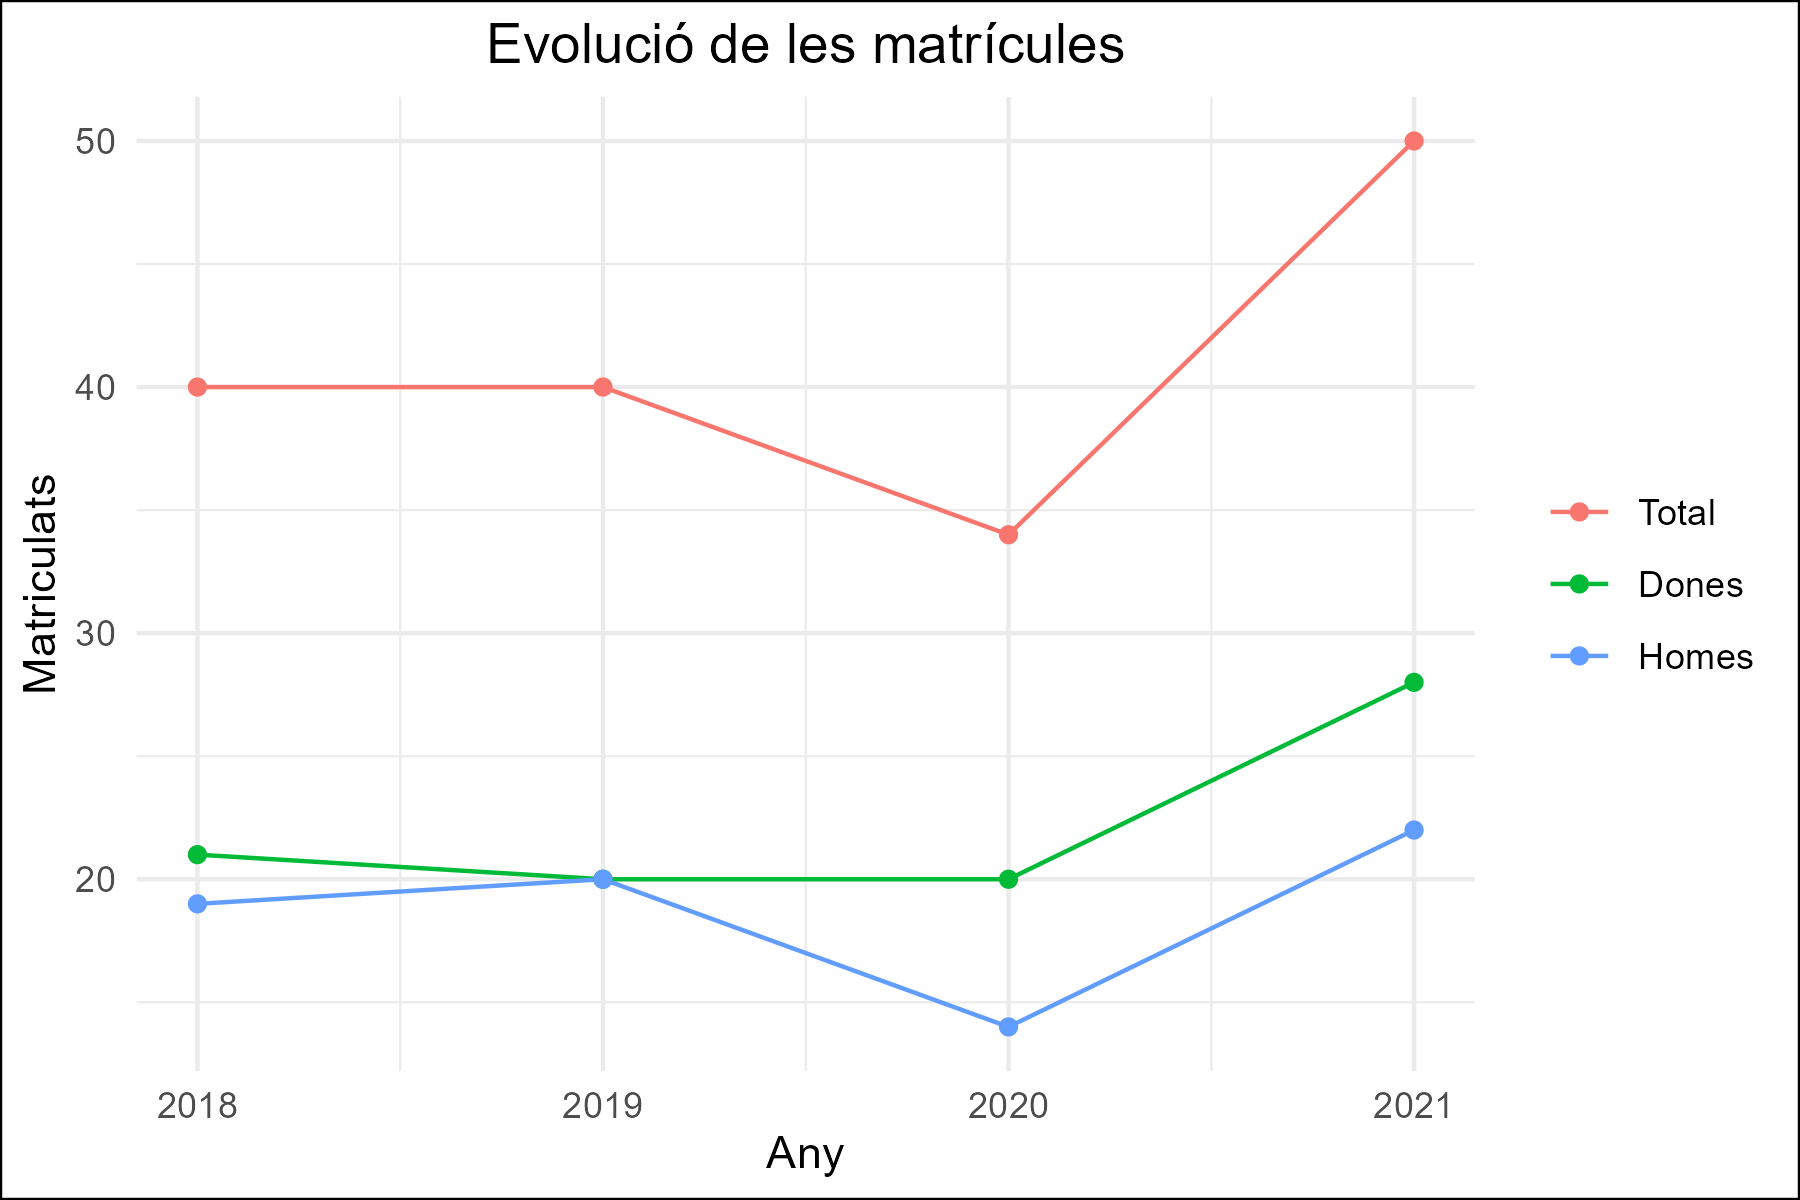 Evolució de les matrícules
50
40
30
20
Matriculats
2018 2019 2020 2021
Any
Total
Dones
Homes